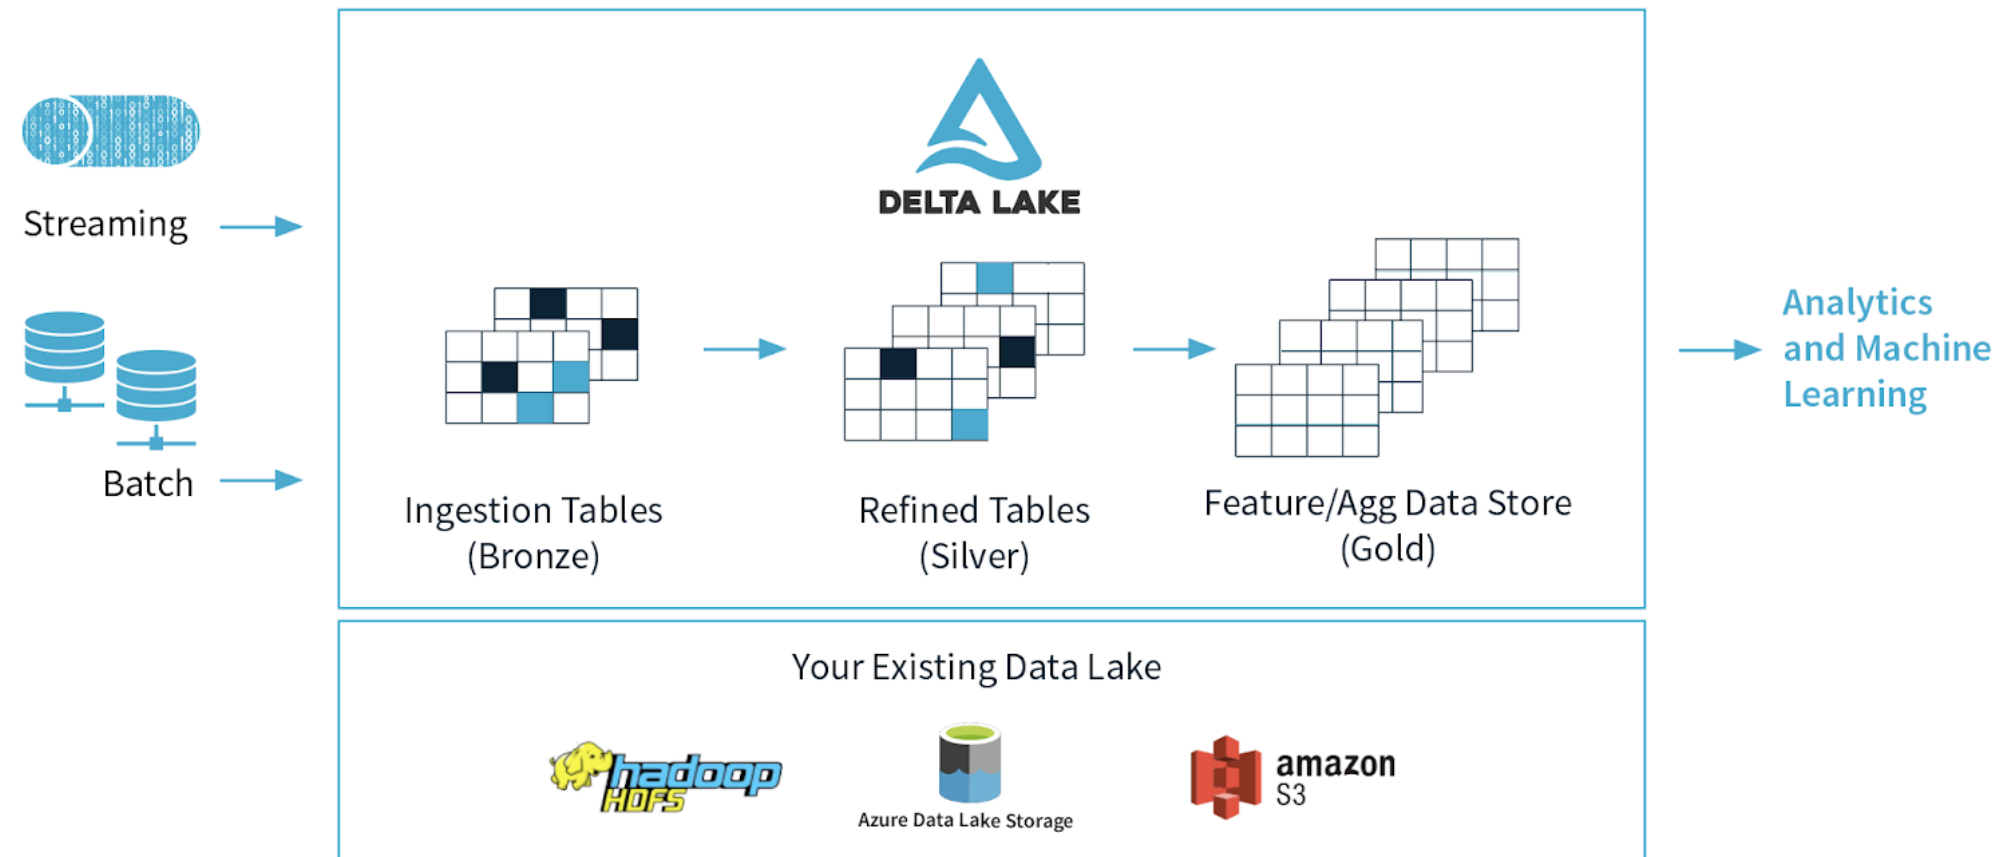 DELTA LAKE
Streaming
Batch
Ingestion Tables
(Bronze)
Refined Tables
(Silver)
Feature/Agg Data Store
(Gold)
Analytics
and Machine
Learning
Your Existing Data Lake
hadoop
HDFS
Azure Data Lake Storage
amazon
S3